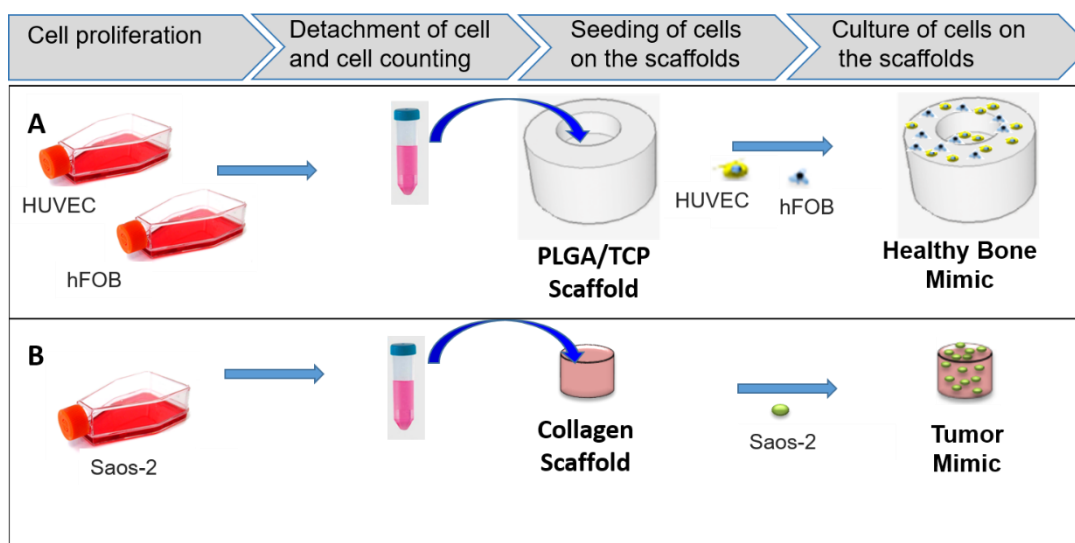 Cell proliferation
Detachment of cell
and cell counting
Seeding of cells
on the scaffolds
Culture of cells on
the scaffolds
A
HUVEC
hFOB
PLGA/TCP
Scaffold
HUVEC
hFOB
Healthy Bone
Mimic
B
Saos-2
Collagen
Scaffold
Saos-2
Tumor
Mimic